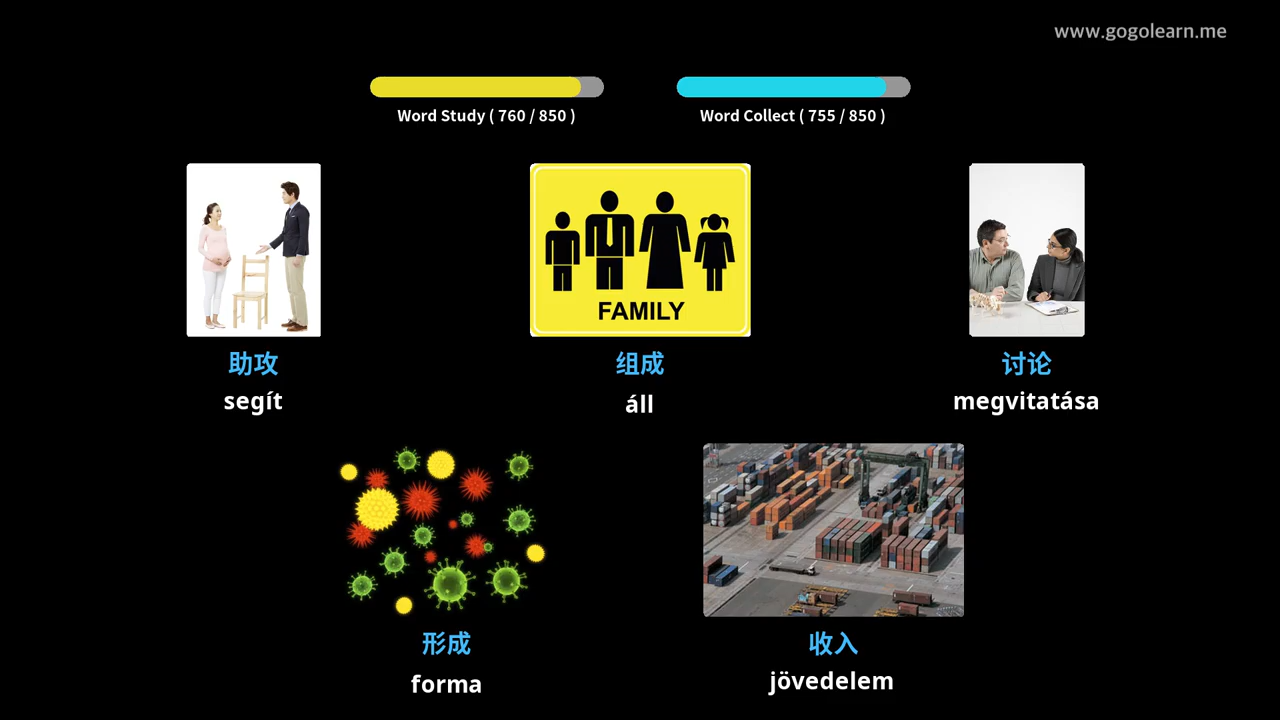 www.gogolearn.me
Word Study ( 760 / 850 )
Word Collect ( 755 / 850 )
FAMILY
助攻
segít
组成
áll
讨论
megvitatása
形成
forma
收入
jövedelem